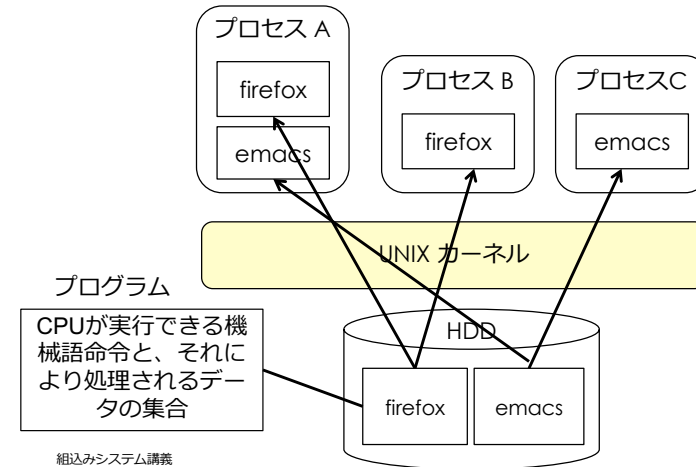 プロセス A
firefox
emacs
プロセス B
firefox
プロセスC
emacs
UNIX カーネル
プログラム
CPUが実行できる機
械語命令と、それに
より処理されるデー
タの集合
HDD
firefox
emacs
組込みシステム講義